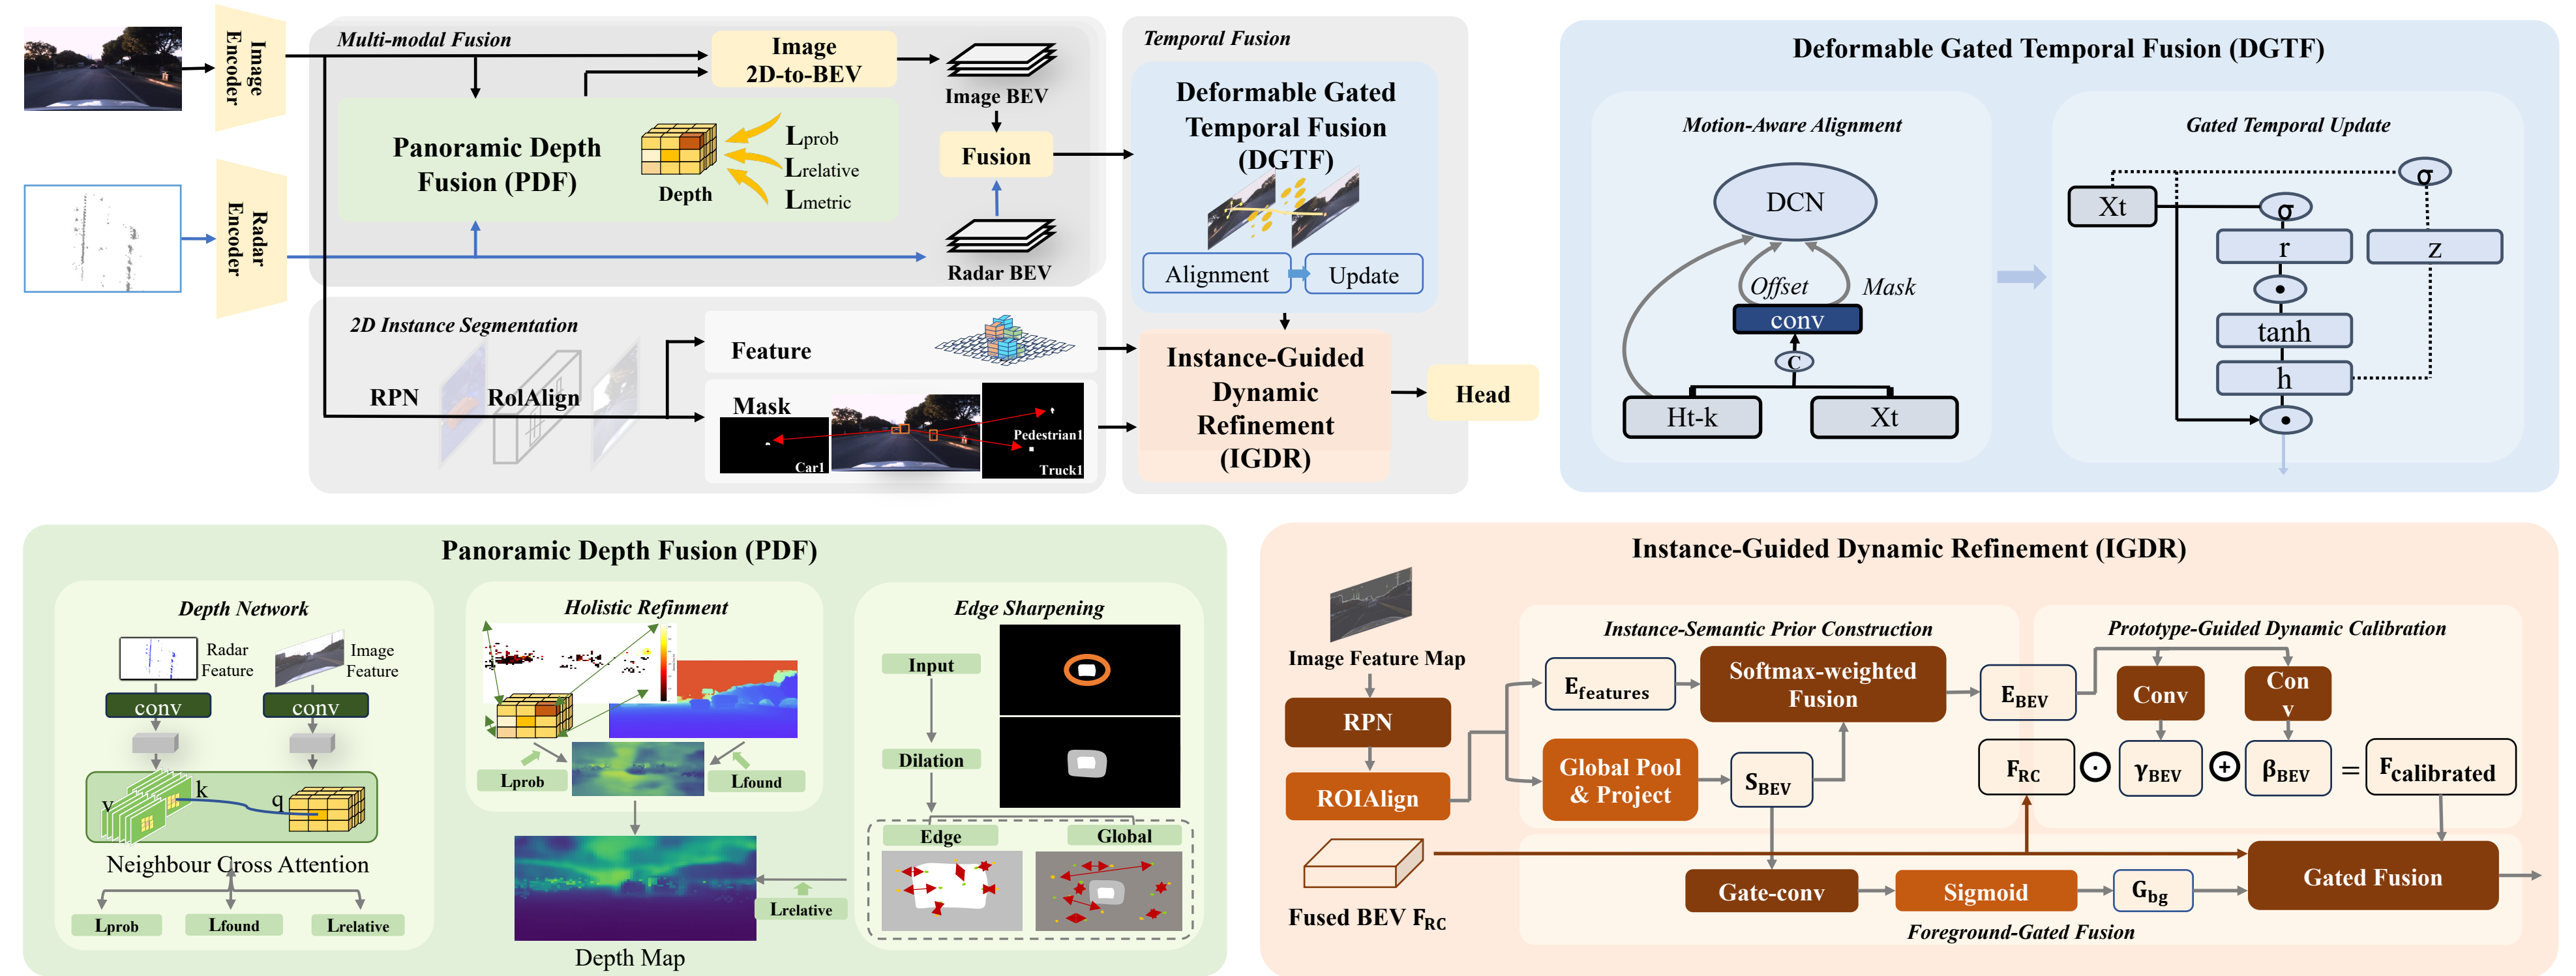 Image
Encoder
Radar
Encoder
Multi-modal Fusion
Image
2D-to-BEV
Image BEV
Panoramic Depth
Fusion (PDF)
Depth
Lprob
Lrelative
Lmetric
Fusion
Radar BEV
2D Instance Segmentation
RPN
RolAlign
Feature
Mask
Car1
Pedestrian1
Truck1
Temporal Fusion
Deformable Gated
Temporal Fusion
(DGTF)
Alignment
Update
Instance-Guided
Dynamic
Refinement
(IGDR)
Head
Deformable Gated Temporal Fusion (DGTF)
Motion-Aware Alignment
DCN
Offset
Mask
conv
C
Ht-k
Xt
Gated Temporal Update
Xt
σ
σ
r
z
tanh
h
Panoramic Depth Fusion (PDF)
Depth Network
Radar
Feature
Image
Feature
conv
conv
v
k
q
Neighbour Cross Attention
Lprob
Lfound
Lrelative
Holistic Refinment
Lprob
Lfound
Depth Map
Lrelative
Edge Sharpening
Input
Dilation
Edge
Global
Instance-Guided Dynamic Refinement (IGDR)
Image Feature Map
RPN
ROIAlign
Fused BEV FRC
Instance-Semantic Prior Construction
Efeatures
Softmax-weighted
Fusion
Global Pool
& Project
SBEV
EBEV
Prototype-Guided Dynamic Calibration
Conv
Con
v
FRC ⊙ γBEV ⊕ βBEV = Fcalibrated
Gate-conv
Sigmoid
Gbg
Gated Fusion
Foreground-Gated Fusion